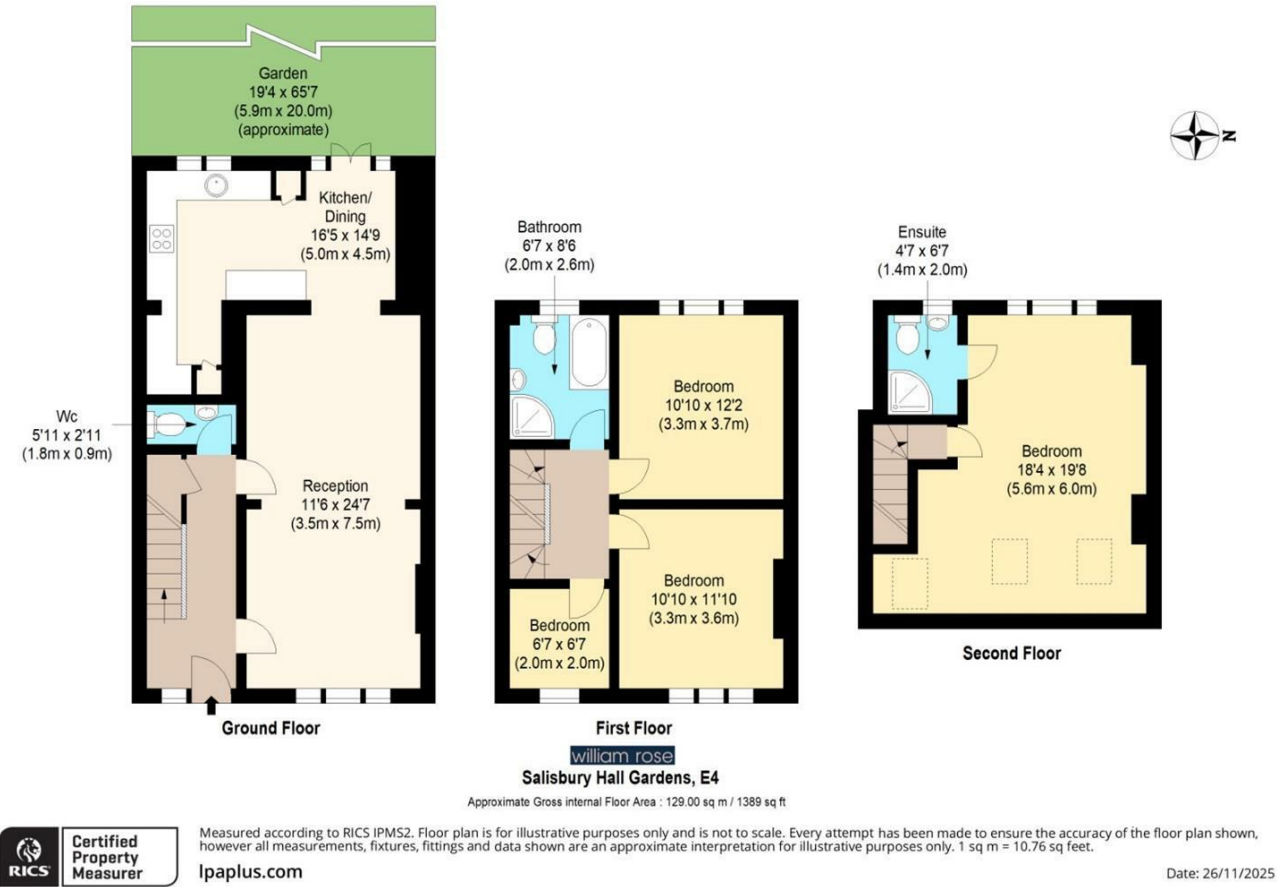 Garden
19'4 x 65'7
(5.9m x 20.0m)
(approximate)
N
Kitchen/
Dining
16'5 x 14'9
(5.0m x 4.5m)
Bathroom
6'7 x 8'6
(2.0m x 2.6m)
Ensuite
4'7 x 6'7
(1.4m x 2.0m)
Wc
5'11 x 2'11
(1.8m x 0.9m)
Reception
11'6 x 24'7
(3.5m x 7.5m)
Bedroom
10'10 x 12'2
(3.3m x 3.7m)
Bedroom
18'4 x 19'8
(5.6m x 6.0m)
Bedroom
10'10 x 11'10
(3.3m x 3.6m)
Bedroom
6'7 x 6'7
(2.0m x 2.0m)
Second Floor
Ground Floor
First Floor
william rose
Salisbury Hall Gardens, E4
Approximate Gross internal Floor Area : 129.00 sq m / 1389 sq ft
RICS
Certified
Property
Measurer
Measured according to RICS IPMS2. Floor plan is for illustrative purposes only and is not to scale. Every attempt has been made to ensure the accuracy of the floor plan shown,
however all measurements, fixtures, fittings and data shown are an approximate interpretation for illustrative purposes only. 1 sq m = 10.76 sq feet.
lpaplus.com
Date: 26/11/2025